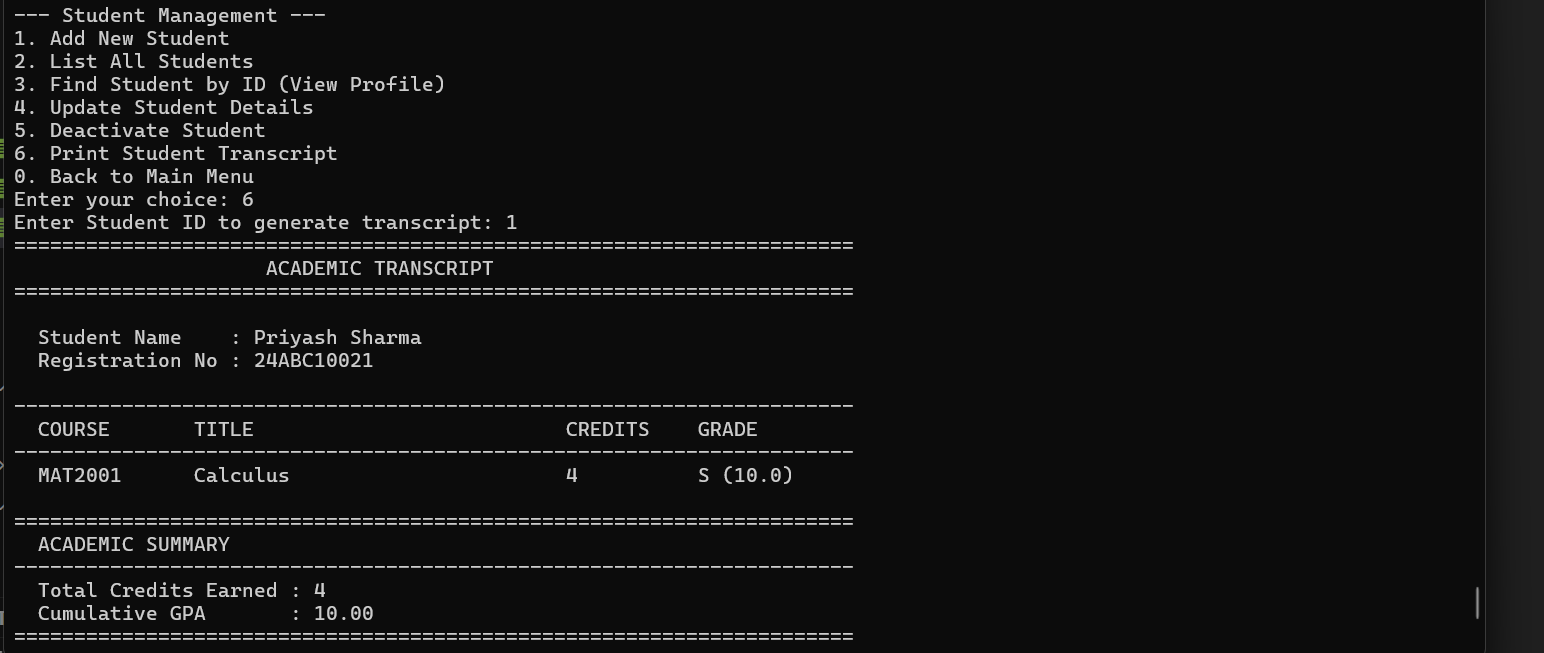 --- Student Management ---
1. Add New Student
2. List All Students
3. Find Student by ID (View Profile)
4. Update Student Details
5. Deactivate Student
6. Print Student Transcript
0. Back to Main Menu
Enter your choice: 6
Enter Student ID to generate transcript: 1
======================================================================
                     ACADEMIC TRANSCRIPT
======================================================================

  Student Name    : Priyash Sharma
  Registration No : 24ABC10021

----------------------------------------------------------------------
  COURSE       TITLE                          CREDITS    GRADE
----------------------------------------------------------------------
  MAT2001      Calculus                       4          S (10.0)

======================================================================
  ACADEMIC SUMMARY
----------------------------------------------------------------------
  Total Credits Earned : 4
  Cumulative GPA       : 10.00
======================================================================